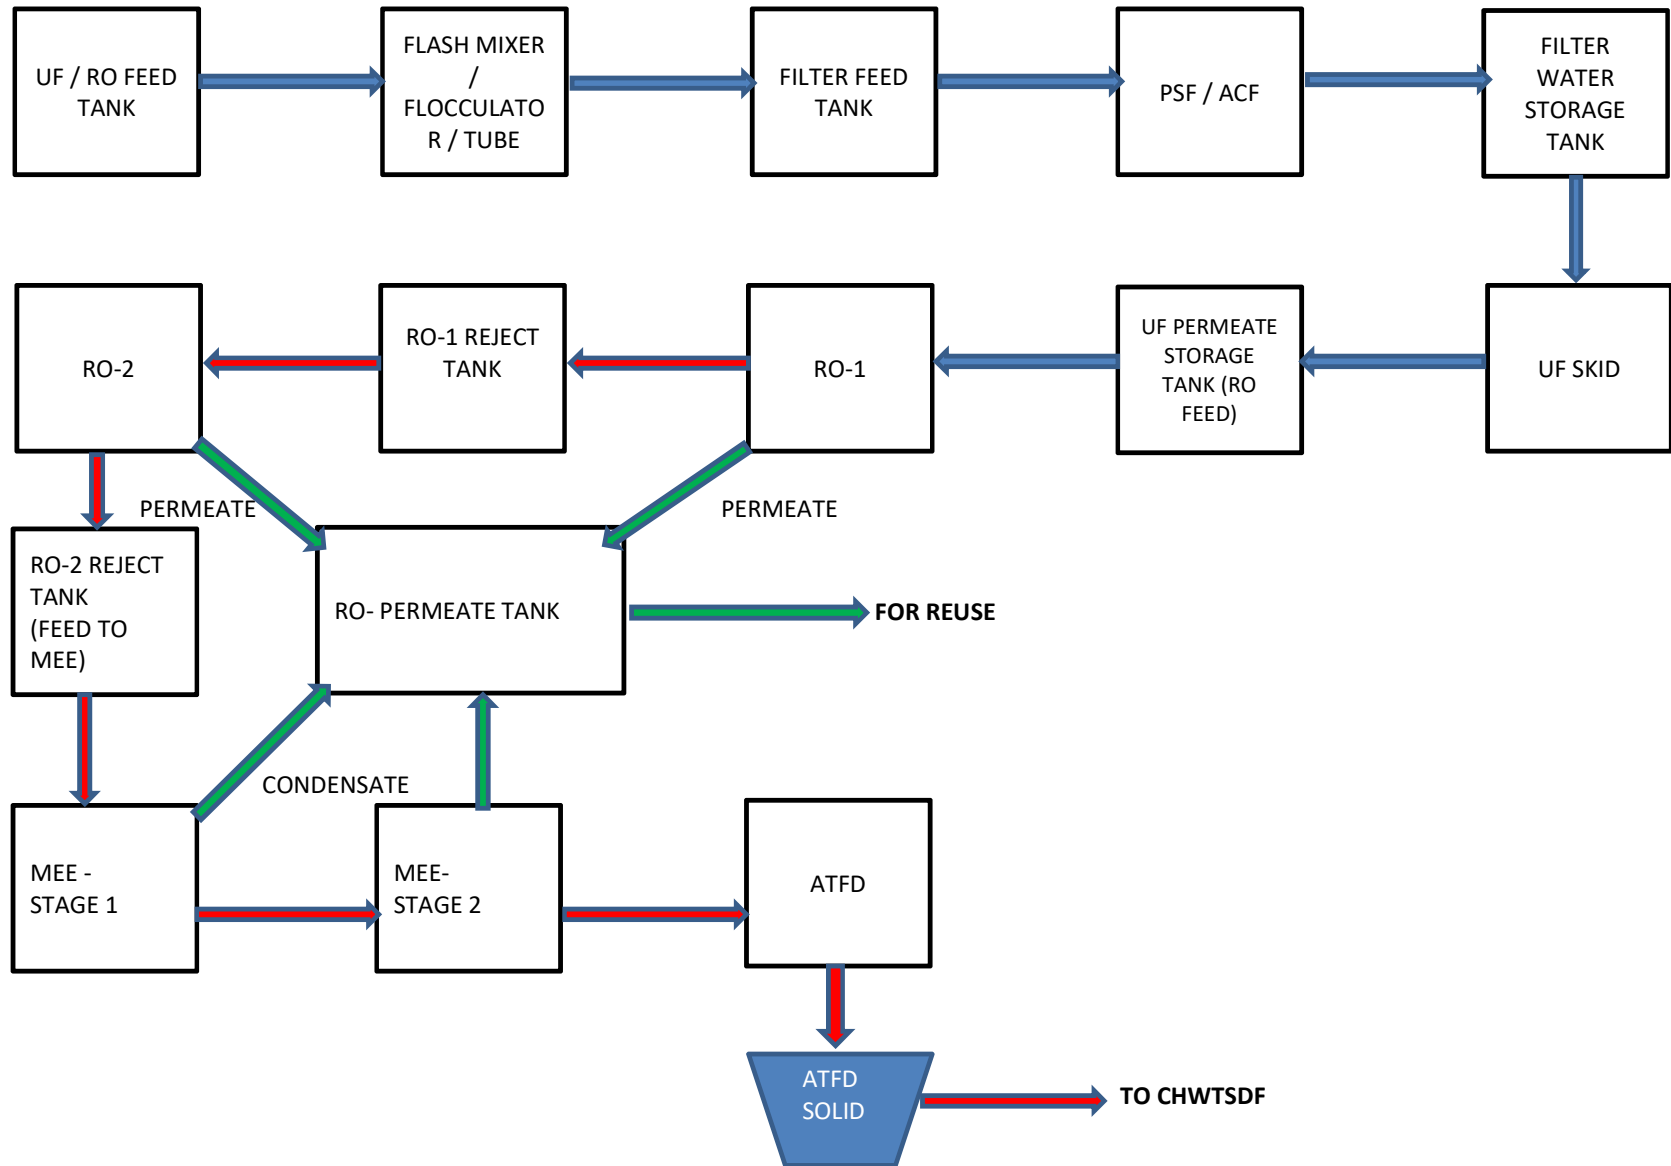 UF / RO FEED
TANK
FLASH MIXER
/
FLOCCULATO
R / TUBE
FILTER FEED
TANK
PSF / ACF
FILTER
WATER
STORAGE
TANK
RO-2
RO-1 REJECT
TANK
RO-1
UF PERMEATE
STORAGE
TANK (RO
FEED)
UF SKID
PERMEATE
PERMEATE
RO-2 REJECT
TANK
(FEED TO
MEE)
RO- PERMEATE TANK
FOR REUSE
CONDENSATE
MEE -
STAGE 1
MEE-
STAGE 2
ATFD
ATFD
SOLID
TO CHWTSDF